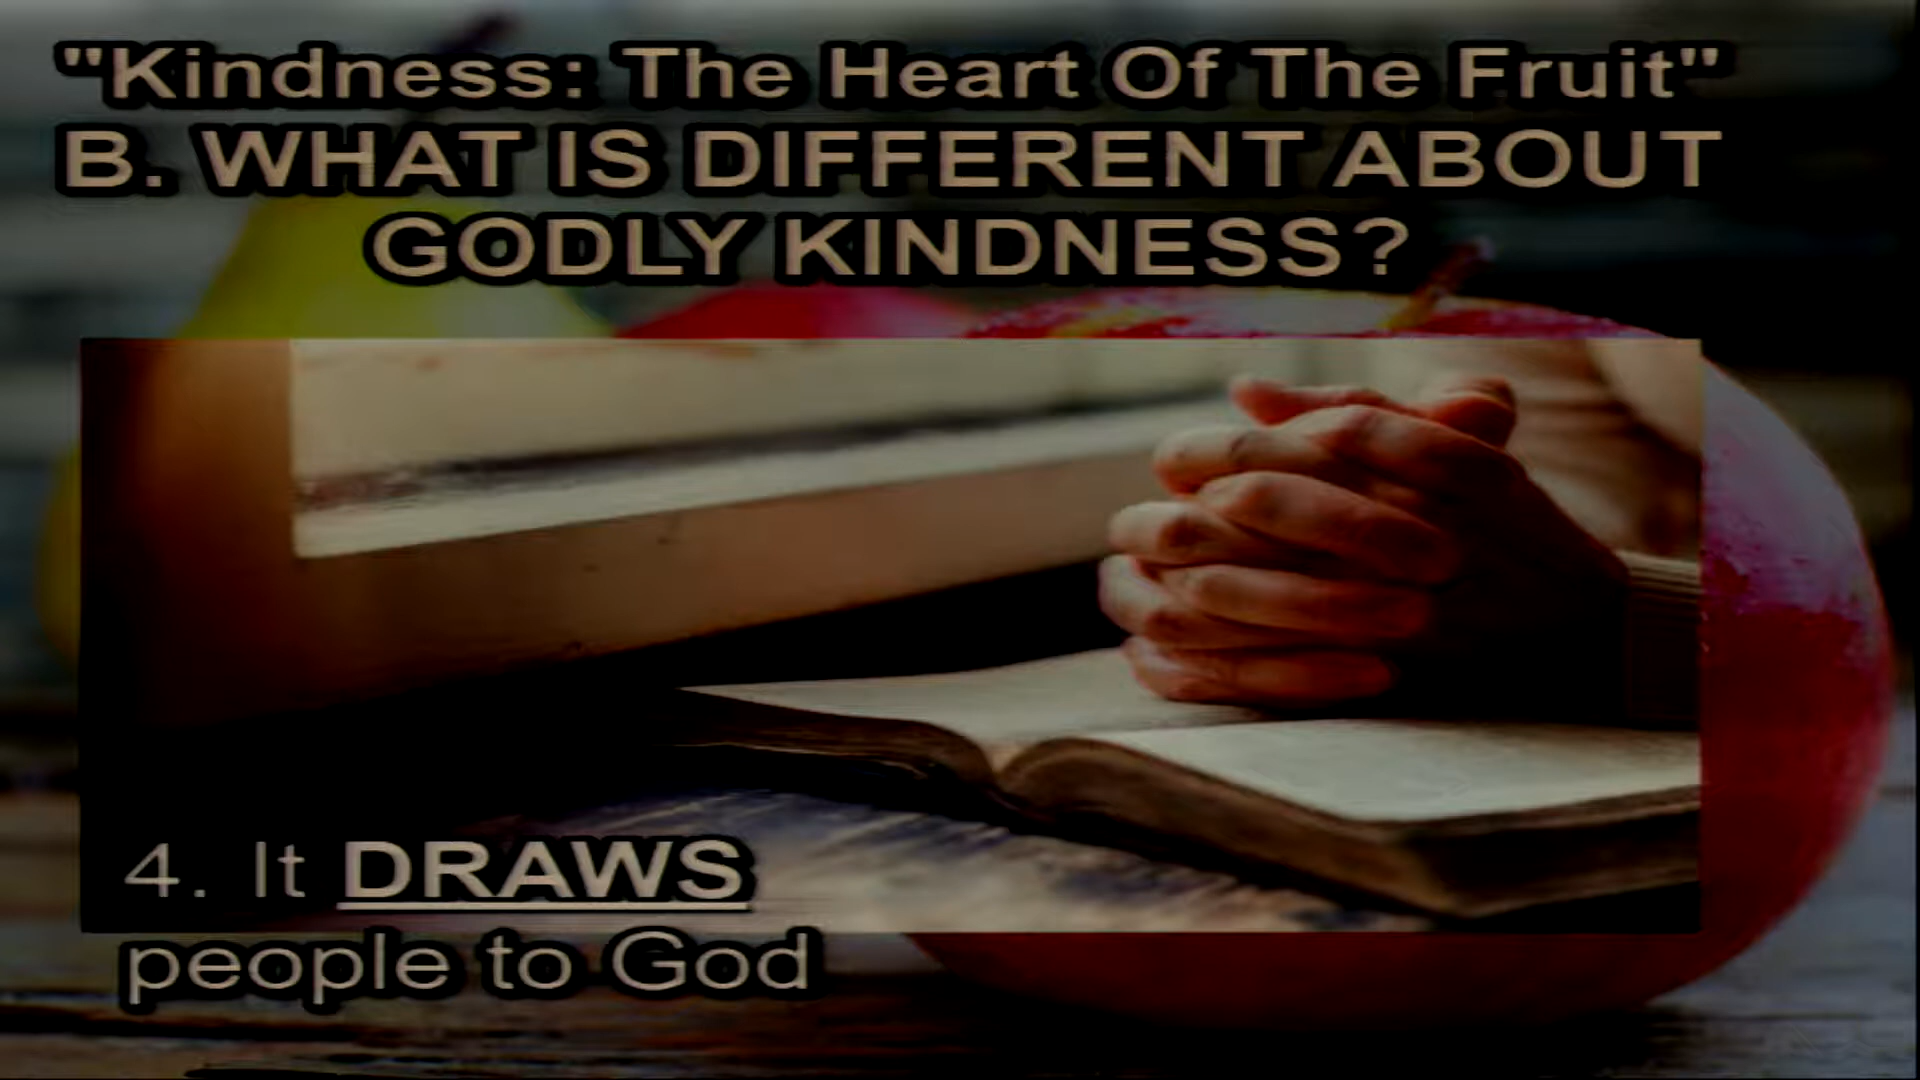 "Kindness: The Heart Of The Fruit"
B. WHAT IS DIFFERENT ABOUT
GODLY KINDNESS?
4. It DRAWS
people to God